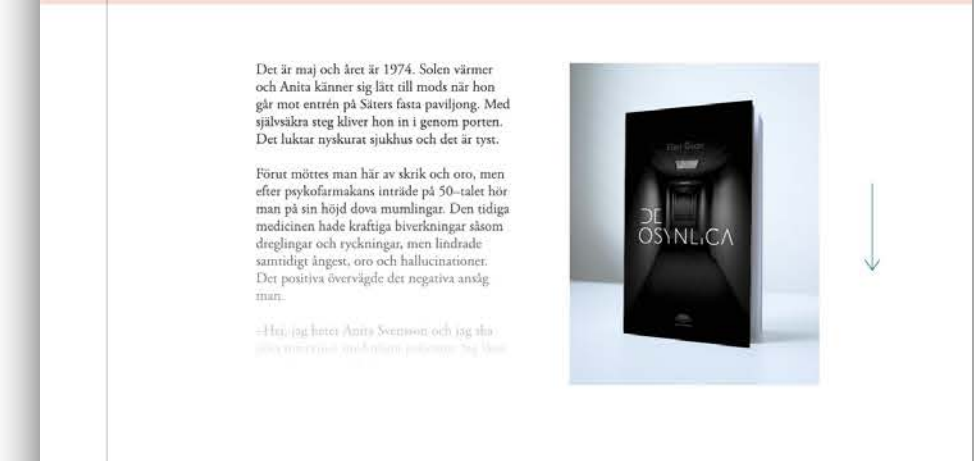 Det är maj och året är 1974. Solen värmer
och Anita känner sig lätt till mods när hon
går mot entrén på Säters fasta paviljong. Med
självsäkra steg kliver hon in i genom porten.
Det luktar nyskurat sjukhus och det är tyst.
Förut möttes man här av skrik och oro, men
efter psykofarmakans inträde på 50–talet hör
man på sin höjd dova mumlingar. Den tidiga
medicinen hade kraftiga biverkningar såsom
dreglingar och ryckningar, men lindrade
samtidigt ångest, oro och hallucinationer.
Det positiva övervägde det negativa ansåg
man.
–Hej, jag heter Anita Svensson och jag ska
DE
OSYNLIGA